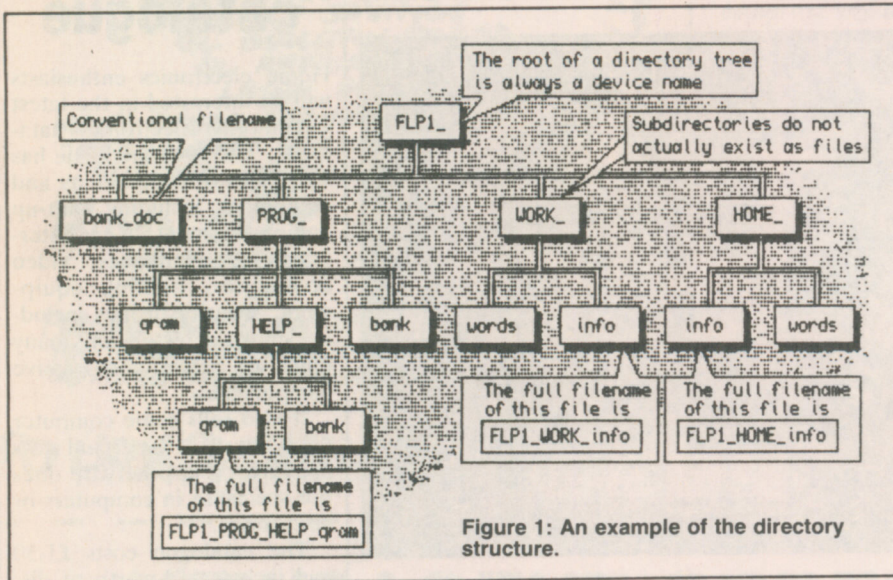 The root of a directory tree
is always a device name
Conventional filename
FLP1_
Subdirectories do not
actually exist as files
bank_doc
PROG_
WORK_
HOME_
qram
HELP_
bank
words
info
info
words
qram
bank
The full filename
of this file is
FLP1_WORK_info
The full filename
of this file is
FLP1_HOME_info
The full filename
of this file is
FLP1_PROG_HELP_qram
Figure 1: An example of the directory
structure.